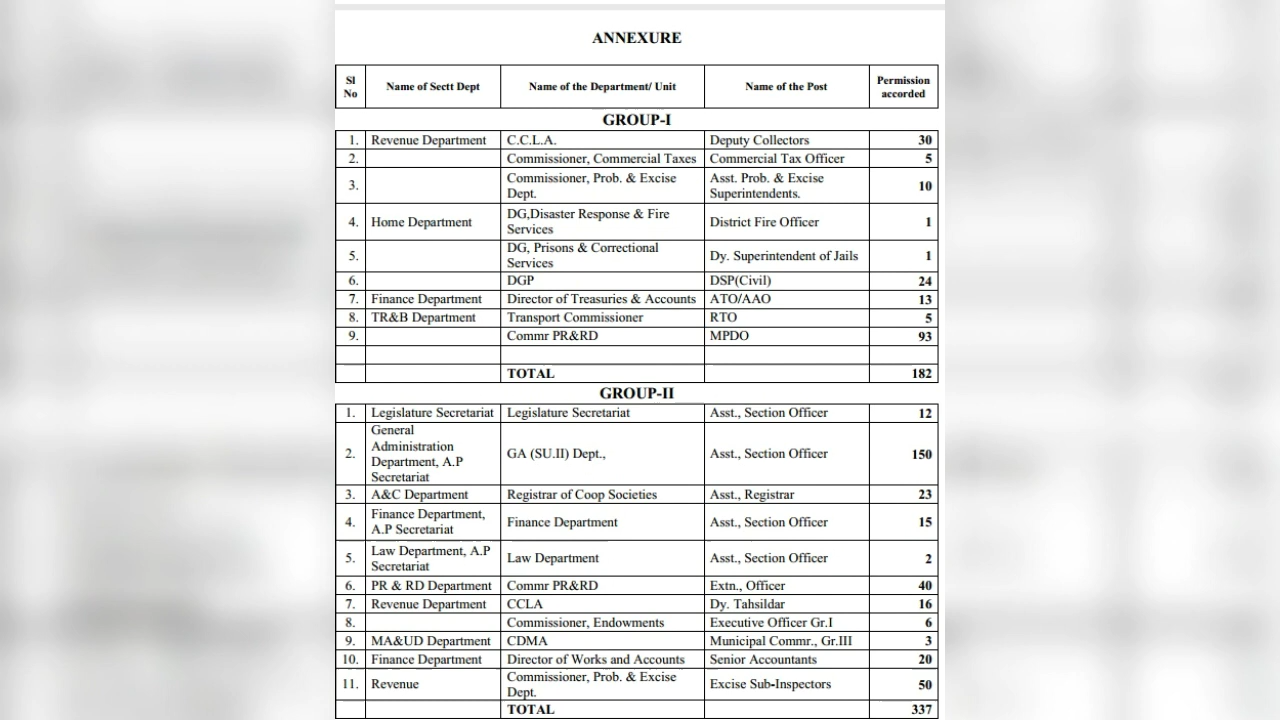 ANNEXURE
Sl No Name of Sectt Dept Name of the Department/ Unit Name of the Post Permission accorded
GROUP-I
1. Revenue Department C.C.L.A. Deputy Collectors 30
2. Commissioner, Commercial Taxes Commercial Tax Officer 5
3. Commissioner, Prob. & Excise Dept. Asst. Prob. & Excise Superintendents. 10
4. Home Department DG,Disaster Response & Fire Services District Fire Officer 1
5. DG, Prisons & Correctional Services Dy. Superintendent of Jails 1
6. DGP DSP(Civil) 24
7. Finance Department Director of Treasuries & Accounts ATO/AAO 13
8. TR&B Department Transport Commissioner RTO 5
9. Commr PR&RD MPDO 93
TOTAL 182
GROUP-II
1. Legislature Secretariat Legislature Secretariat Asst., Section Officer 12
2. General Administration Department, A.P Secretariat GA (SU.II) Dept., Asst., Section Officer 150
3. A&C Department Registrar of Coop Societies Asst., Registrar 23
4. Finance Department, A.P Secretariat Finance Department Asst., Section Officer 15
5. Law Department, A.P Secretariat Law Department Asst., Section Officer 2
6. PR & RD Department Commr PR&RD Extn., Officer 40
7. Revenue Department CCLA Dy. Tahsildar 16
8. Commissioner, Endowments Executive Officer Gr.I 6
9. MA&UD Department CDMA Municipal Commr., Gr.III 3
10. Finance Department Director of Works and Accounts Senior Accountants 20
11. Revenue Commissioner, Prob. & Excise Dept. Excise Sub-Inspectors 50
TOTAL 337